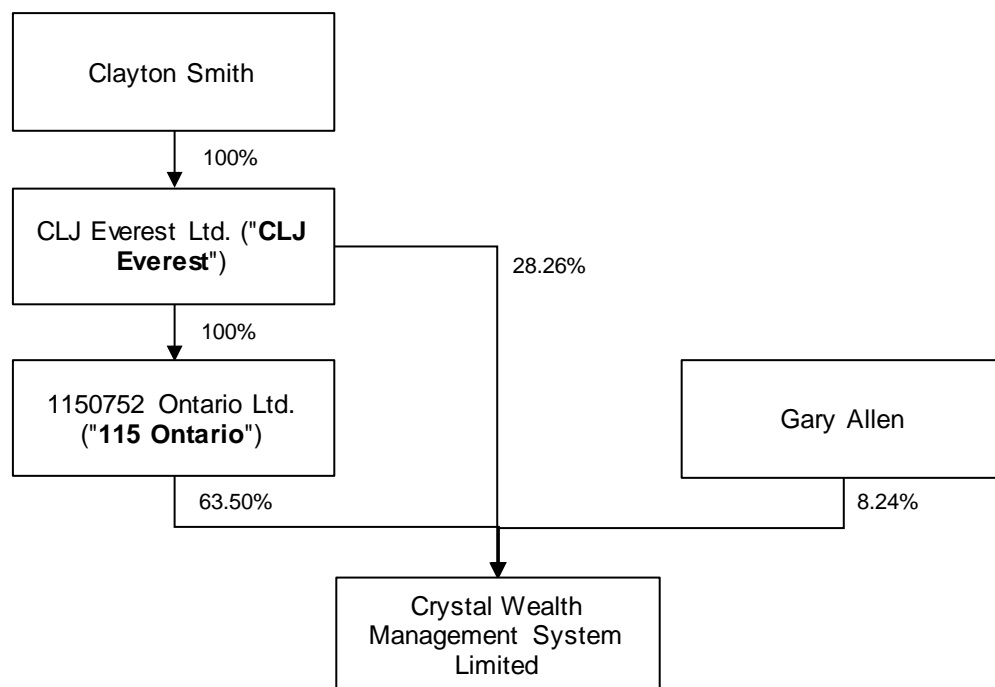 Clayton Smith
100%
CLJ Everest Ltd. ("CLJ
Everest")
28.26%
100%
1150752 Ontario Ltd.
("115 Ontario")
Gary Allen
63.50%
8.24%
Crystal Wealth
Management System
Limited